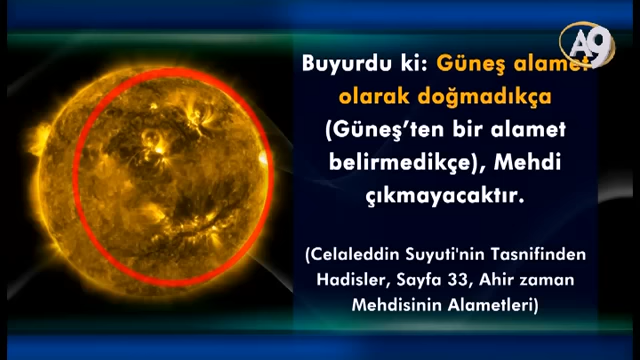 A9
Buyurdu ki: Güneş alamet
olarak doğmadıkça
(Güneş’ten bir alamet
belirmedikçe), Mehdi
çıkmayacaktır.
(Celaleddin Suyuti'nin Tasnifinden
Hadisler, Sayfa 33, Ahir zaman
Mehdisinin Alametleri)